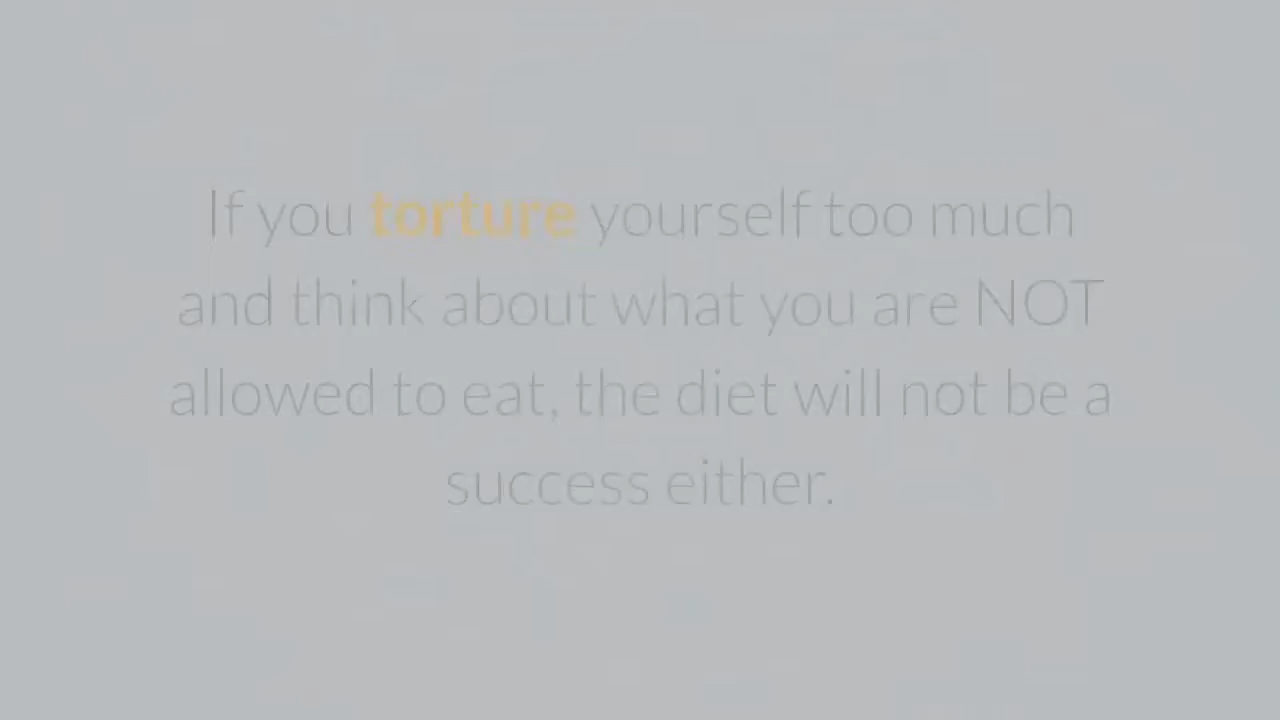 If you torture yourself too much
and think about what you are NOT
allowed to eat, the diet will not be a
success either.